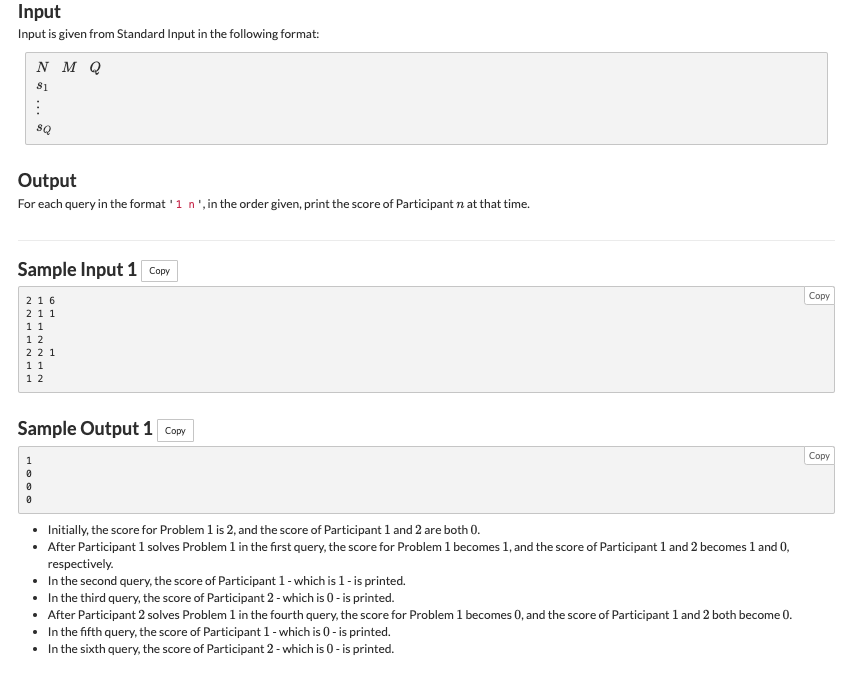 Input
Input is given from Standard Input in the following format:
N M Q
s1
⋮
sQ
Output
For each query in the format '1 n', in the order given, print the score of Participant n at that time.
Sample Input 1 Copy
Copy
2 1 6
2 1 1
1 1
1 2
2 2 1
1 1
1 2
Sample Output 1 Copy
Copy
1
0
0
0
• Initially, the score for Problem 1 is 2, and the score of Participant 1 and 2 are both 0.
• After Participant 1 solves Problem 1 in the first query, the score for Problem 1 becomes 1, and the score of Participant 1 and 2 becomes 1 and 0,
respectively.
• In the second query, the score of Participant 1 - which is 1 - is printed.
• In the third query, the score of Participant 2 - which is 0 - is printed.
• After Participant 2 solves Problem 1 in the fourth query, the score for Problem 1 becomes 0, and the score of Participant 1 and 2 both become 0.
• In the fifth query, the score of Participant 1 - which is 0 - is printed.
• In the sixth query, the score of Participant 2 - which is 0 - is printed.